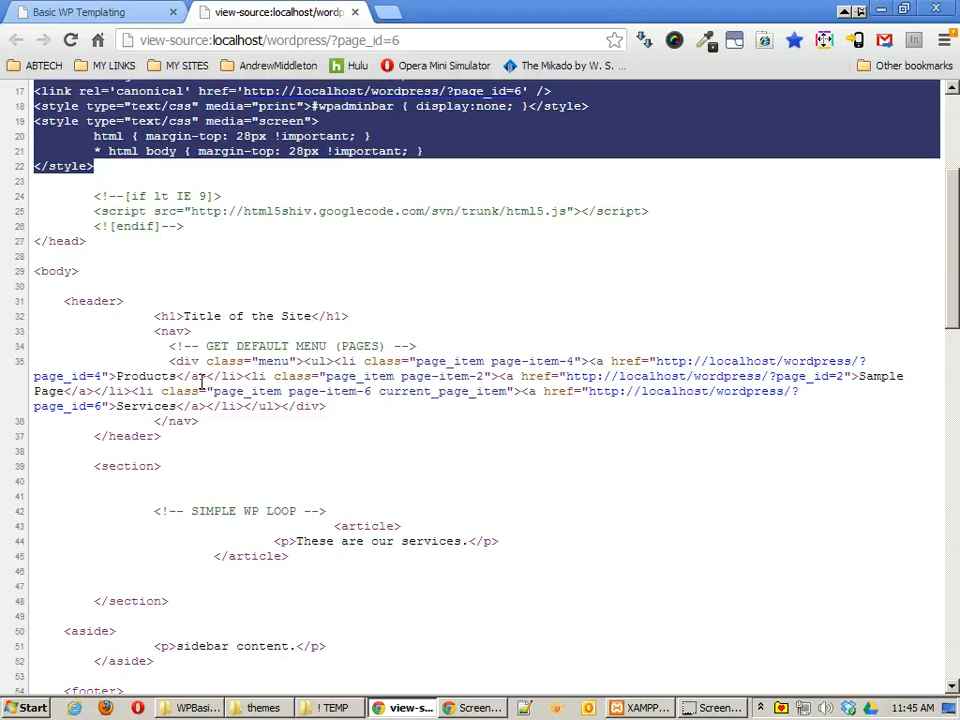 Basic WP Templating
view-source:localhost/wordp
view-source:localhost/wordpress/?page_id=6
ABTECH
MY LINKS
MY SITES
AndrewMiddleton
Hulu
Opera Mini Simulator
The Mikado by W. S. ...
Other bookmarks
17 <link rel='canonical' href='http://localhost/wordpress/?page_id=6' />
18 <style type="text/css" media="print">#wpadminbar { display:none; }</style>
19 <style type="text/css" media="screen">
20 html { margin-top: 28px !important; }
21 * html body { margin-top: 28px !important; }
22 </style>
23
24 <!--[if lt IE 9]>
25 <script src="http://html5shiv.googlecode.com/svn/trunk/html5.js"></script>
26 <![endif]-->
27 </head>
28
29 <body>
30
31 <header>
32 <h1>Title of the Site</h1>
33 <nav>
34 <!-- GET DEFAULT MENU (PAGES) -->
35 <div class="menu"><ul><li class="page_item page-item-4"><a href="http://localhost/wordpress/?
page_id=4">Products</a></li><li class="page_item page-item-2"><a href="http://localhost/wordpress/?page_id=2">Sample
Page</a></li><li class="page_item page-item-6 current_page_item"><a href="http://localhost/wordpress/?
page_id=6">Services</a></li></ul></div>
36 </nav>
37 </header>
38
39 <section>
40
41
42 <!-- SIMPLE WP LOOP -->
43 <article>
44 <p>These are our services.</p>
45 </article>
46
47
48 </section>
49
50 <aside>
51 <p>sidebar content.</p>
52 </aside>
53
54 <footer>
Start
WPBasi...
themes
! TEMP
view-s...
Screen...
XAMPP...
Screen...
11:45 AM